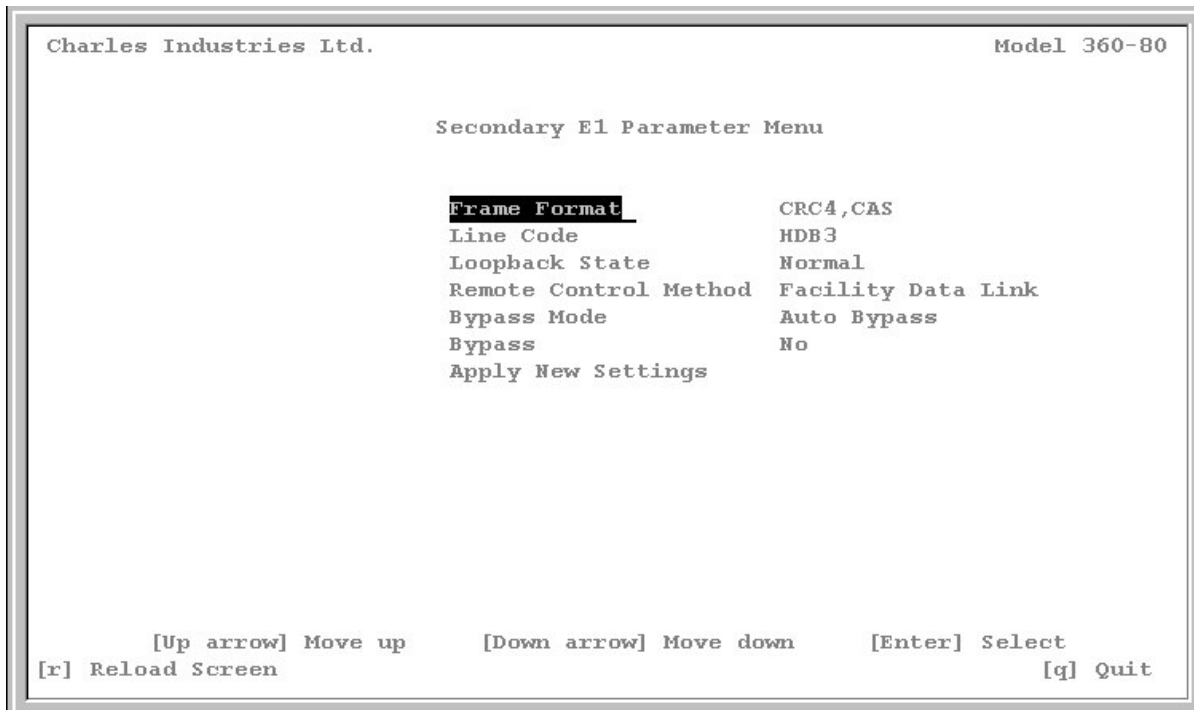 Charles Industries Ltd. Model 360-80
Secondary E1 Parameter Menu
Frame Format CRC4,CAS
Line Code HDB3
Loopback State Normal
Remote Control Method Facility Data Link
Bypass Mode Auto Bypass
Bypass No
Apply New Settings
[Up arrow] Move up [Down arrow] Move down [Enter] Select
[r] Reload Screen [q] Quit